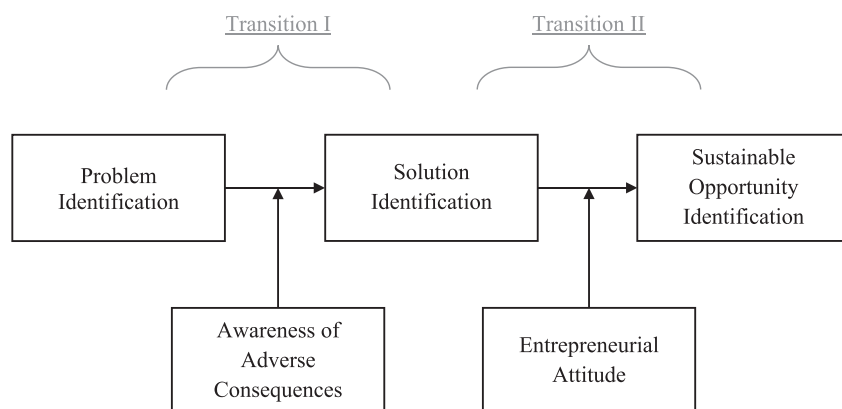 Transition I
Transition II
Problem
Identification
Solution
Identification
Sustainable
Opportunity
Identification
Awareness of
Adverse
Consequences
Entrepreneurial
Attitude